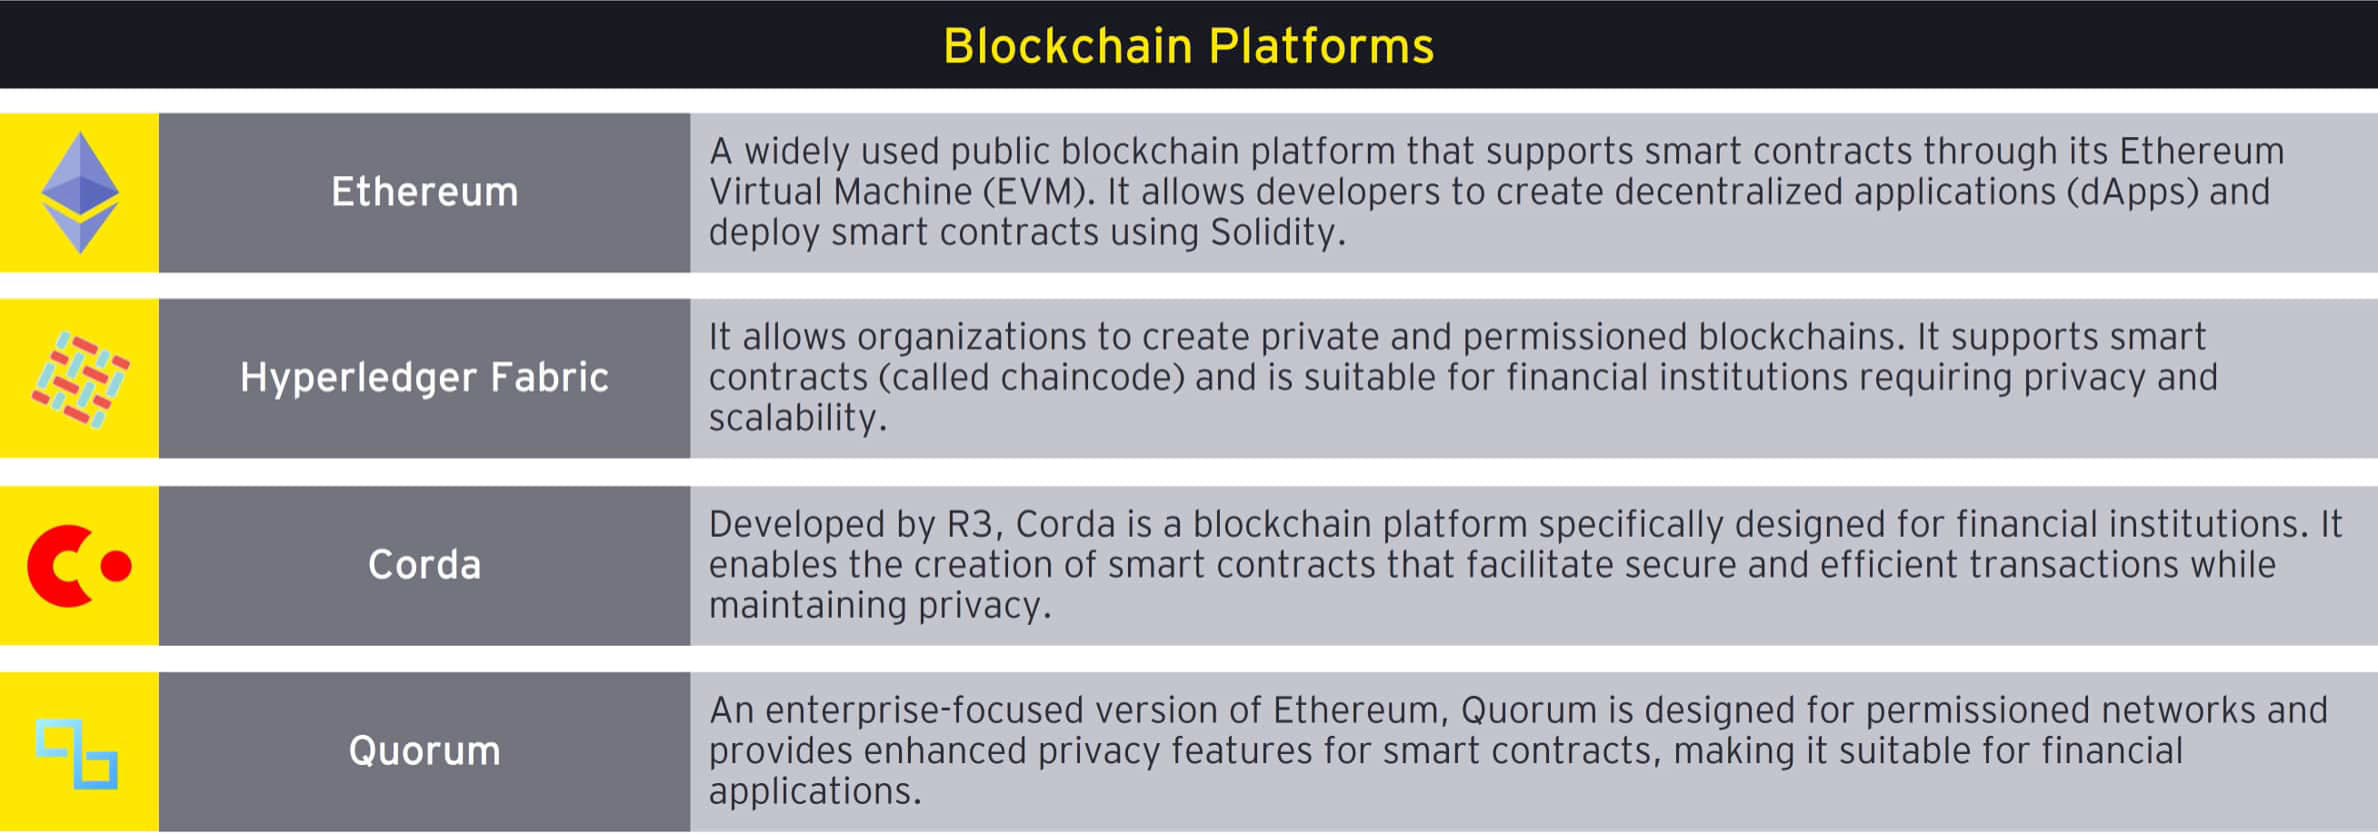 Blockchain Platforms
Ethereum
A widely used public blockchain platform that supports smart contracts through its Ethereum
Virtual Machine (EVM). It allows developers to create decentralized applications (dApps) and
deploy smart contracts using Solidity.
Hyperledger Fabric
It allows organizations to create private and permissioned blockchains. It supports smart
contracts (called chaincode) and is suitable for financial institutions requiring privacy and
scalability.
Corda
Developed by R3, Corda is a blockchain platform specifically designed for financial institutions. It
enables the creation of smart contracts that facilitate secure and efficient transactions while
maintaining privacy.
Quorum
An enterprise-focused version of Ethereum, Quorum is designed for permissioned networks and
provides enhanced privacy features for smart contracts, making it suitable for financial
applications.